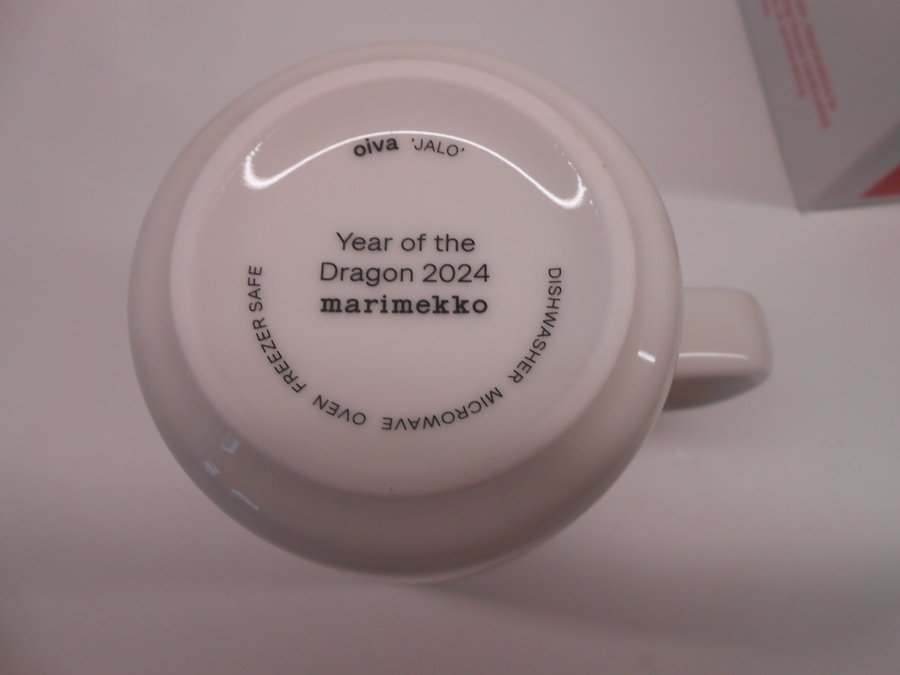 oiva 'JALO'
Year of the
Dragon 2024
marimekko
DISHWASHER MICROWAVE OVEN FREEZER SAFE